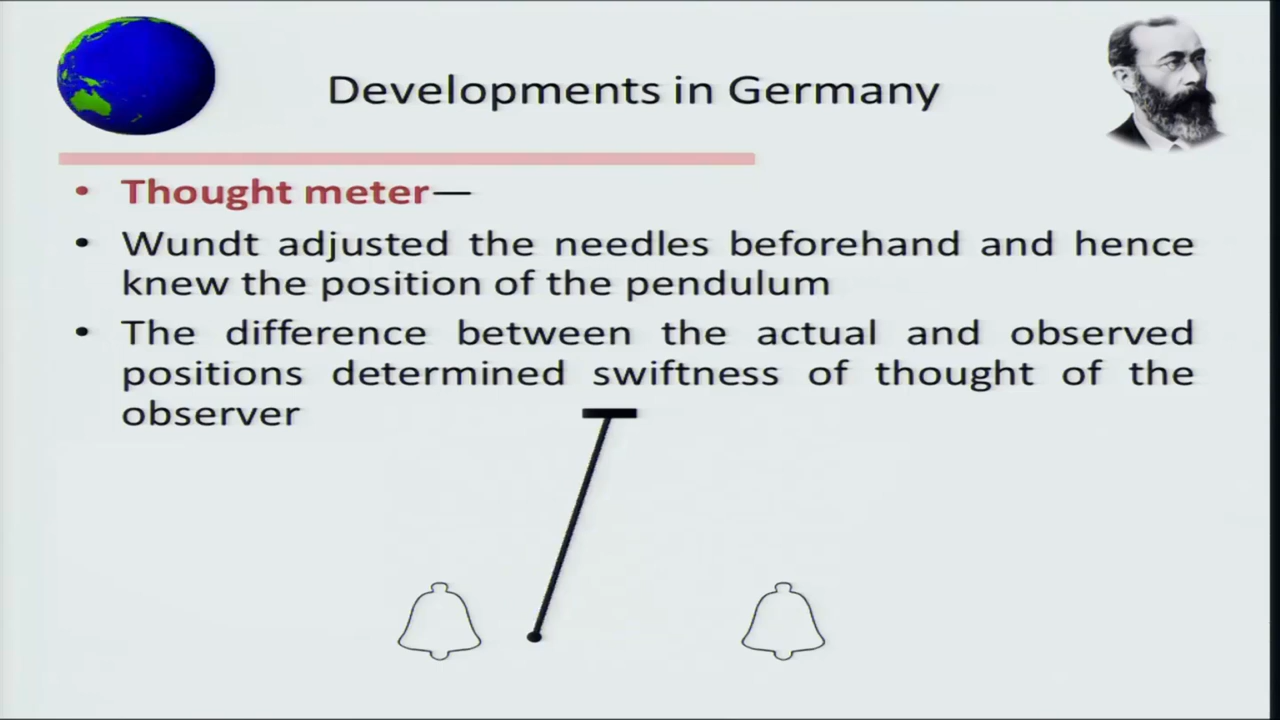 Developments in Germany
• Thought meter—
• Wundt adjusted the needles beforehand and hence
knew the position of the pendulum
• The difference between the actual and observed
positions determined swiftness of thought of the
observer